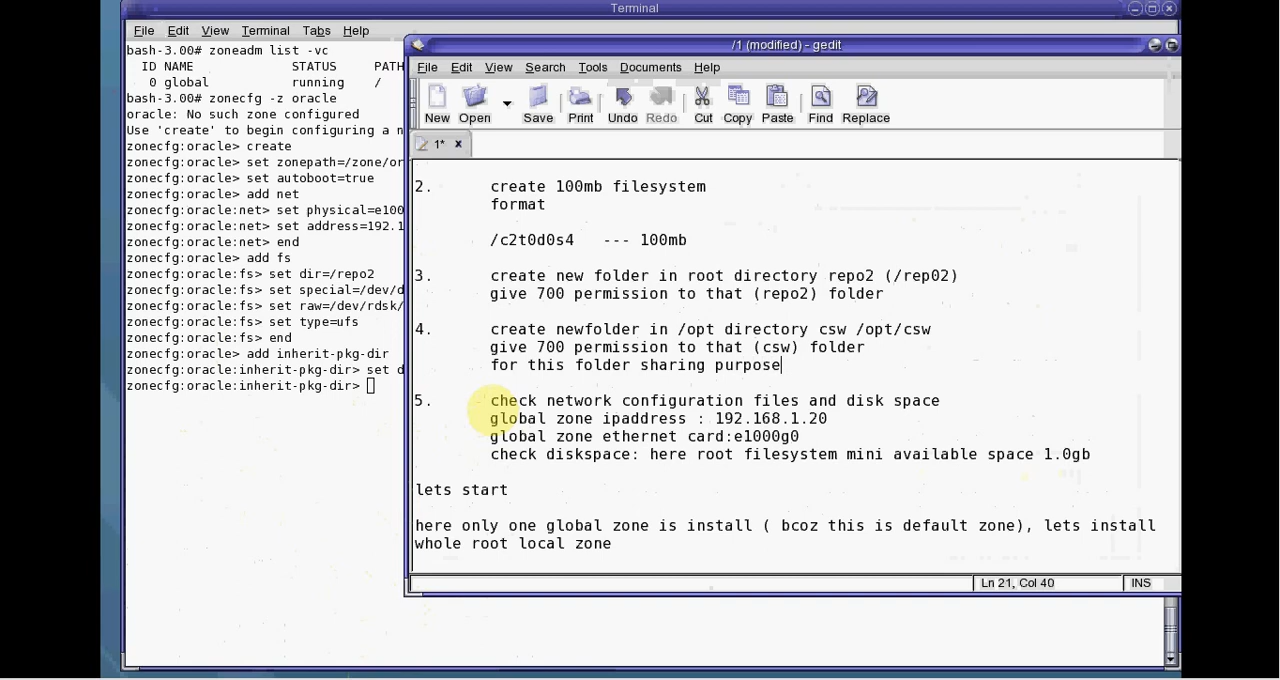 Terminal
File Edit View Terminal Tabs Help
bash-3.00# zoneadm list -vc
ID NAME STATUS PATH
0 global running /
bash-3.00# zonecfg -z oracle
oracle: No such zone configured
Use 'create' to begin configuring a n
zonecfg:oracle> create
zonecfg:oracle> set zonepath=/zone/or
zonecfg:oracle> set autoboot=true
zonecfg:oracle> add net
zonecfg:oracle:net> set physical=e100
zonecfg:oracle:net> set address=192.1
zonecfg:oracle:net> end
zonecfg:oracle> add fs
zonecfg:oracle:fs> set dir=/repo2
zonecfg:oracle:fs> set special=/dev/d
zonecfg:oracle:fs> set raw=/dev/rdsk/
zonecfg:oracle:fs> set type=ufs
zonecfg:oracle:fs> end
zonecfg:oracle> add inherit-pkg-dir
zonecfg:oracle:inherit-pkg-dir> set d
zonecfg:oracle:inherit-pkg-dir>
/1 (modified) - gedit
File Edit View Search Tools Documents Help
New Open Save Print Undo Redo Cut Copy Paste Find Replace
1* x
2. create 100mb filesystem
format
/c2t0d0s4 --- 100mb
3. create new folder in root directory repo2 (/rep02)
give 700 permission to that (repo2) folder
4. create newfolder in /opt directory csw /opt/csw
give 700 permission to that (csw) folder
for this folder sharing purpose
5. check network configuration files and disk space
global zone ipaddress : 192.168.1.20
global zone ethernet card:e1000g0
check diskspace: here root filesystem mini available space 1.0gb
lets start
here only one global zone is install ( bcoz this is default zone), lets install
whole root local zone
Ln 21, Col 40 INS